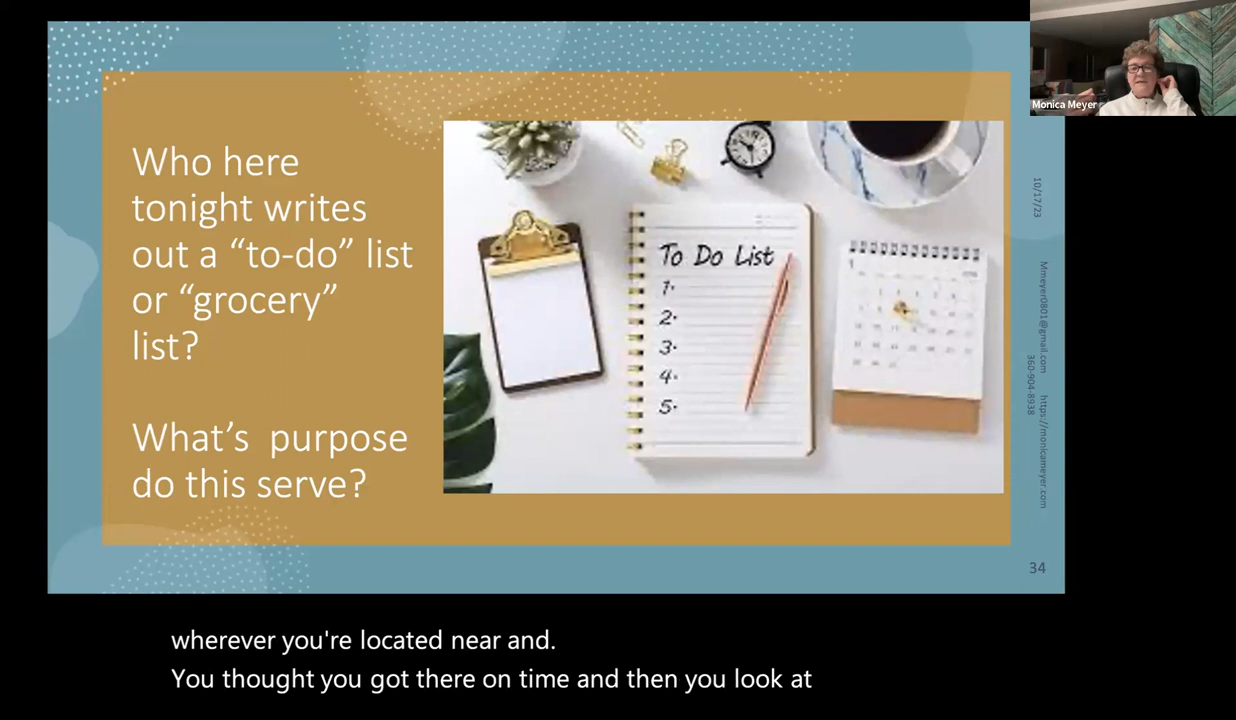 Monica Meyer
Who here
tonight writes
out a “to-do” list
or “grocery”
list?
What’s  purpose
do this serve?
To Do List
1.
2.
3.
4.
5.
10/17/23
Mmeyer0801@gmail.com https://monicameyer.com
360-904-8938
34
wherever you're located near and.
You thought you got there on time and then you look at